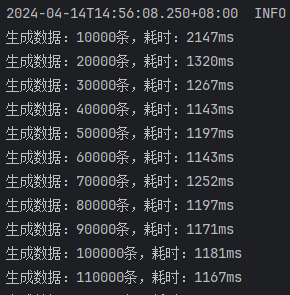 2024-04-14T14:56:08.250+08:00  INFO
生成数据：10000条，耗时：2147ms
生成数据：20000条，耗时：1320ms
生成数据：30000条，耗时：1267ms
生成数据：40000条，耗时：1143ms
生成数据：50000条，耗时：1197ms
生成数据：60000条，耗时：1143ms
生成数据：70000条，耗时：1252ms
生成数据：80000条，耗时：1197ms
生成数据：90000条，耗时：1171ms
生成数据：100000条，耗时：1181ms
生成数据：110000条，耗时：1167ms